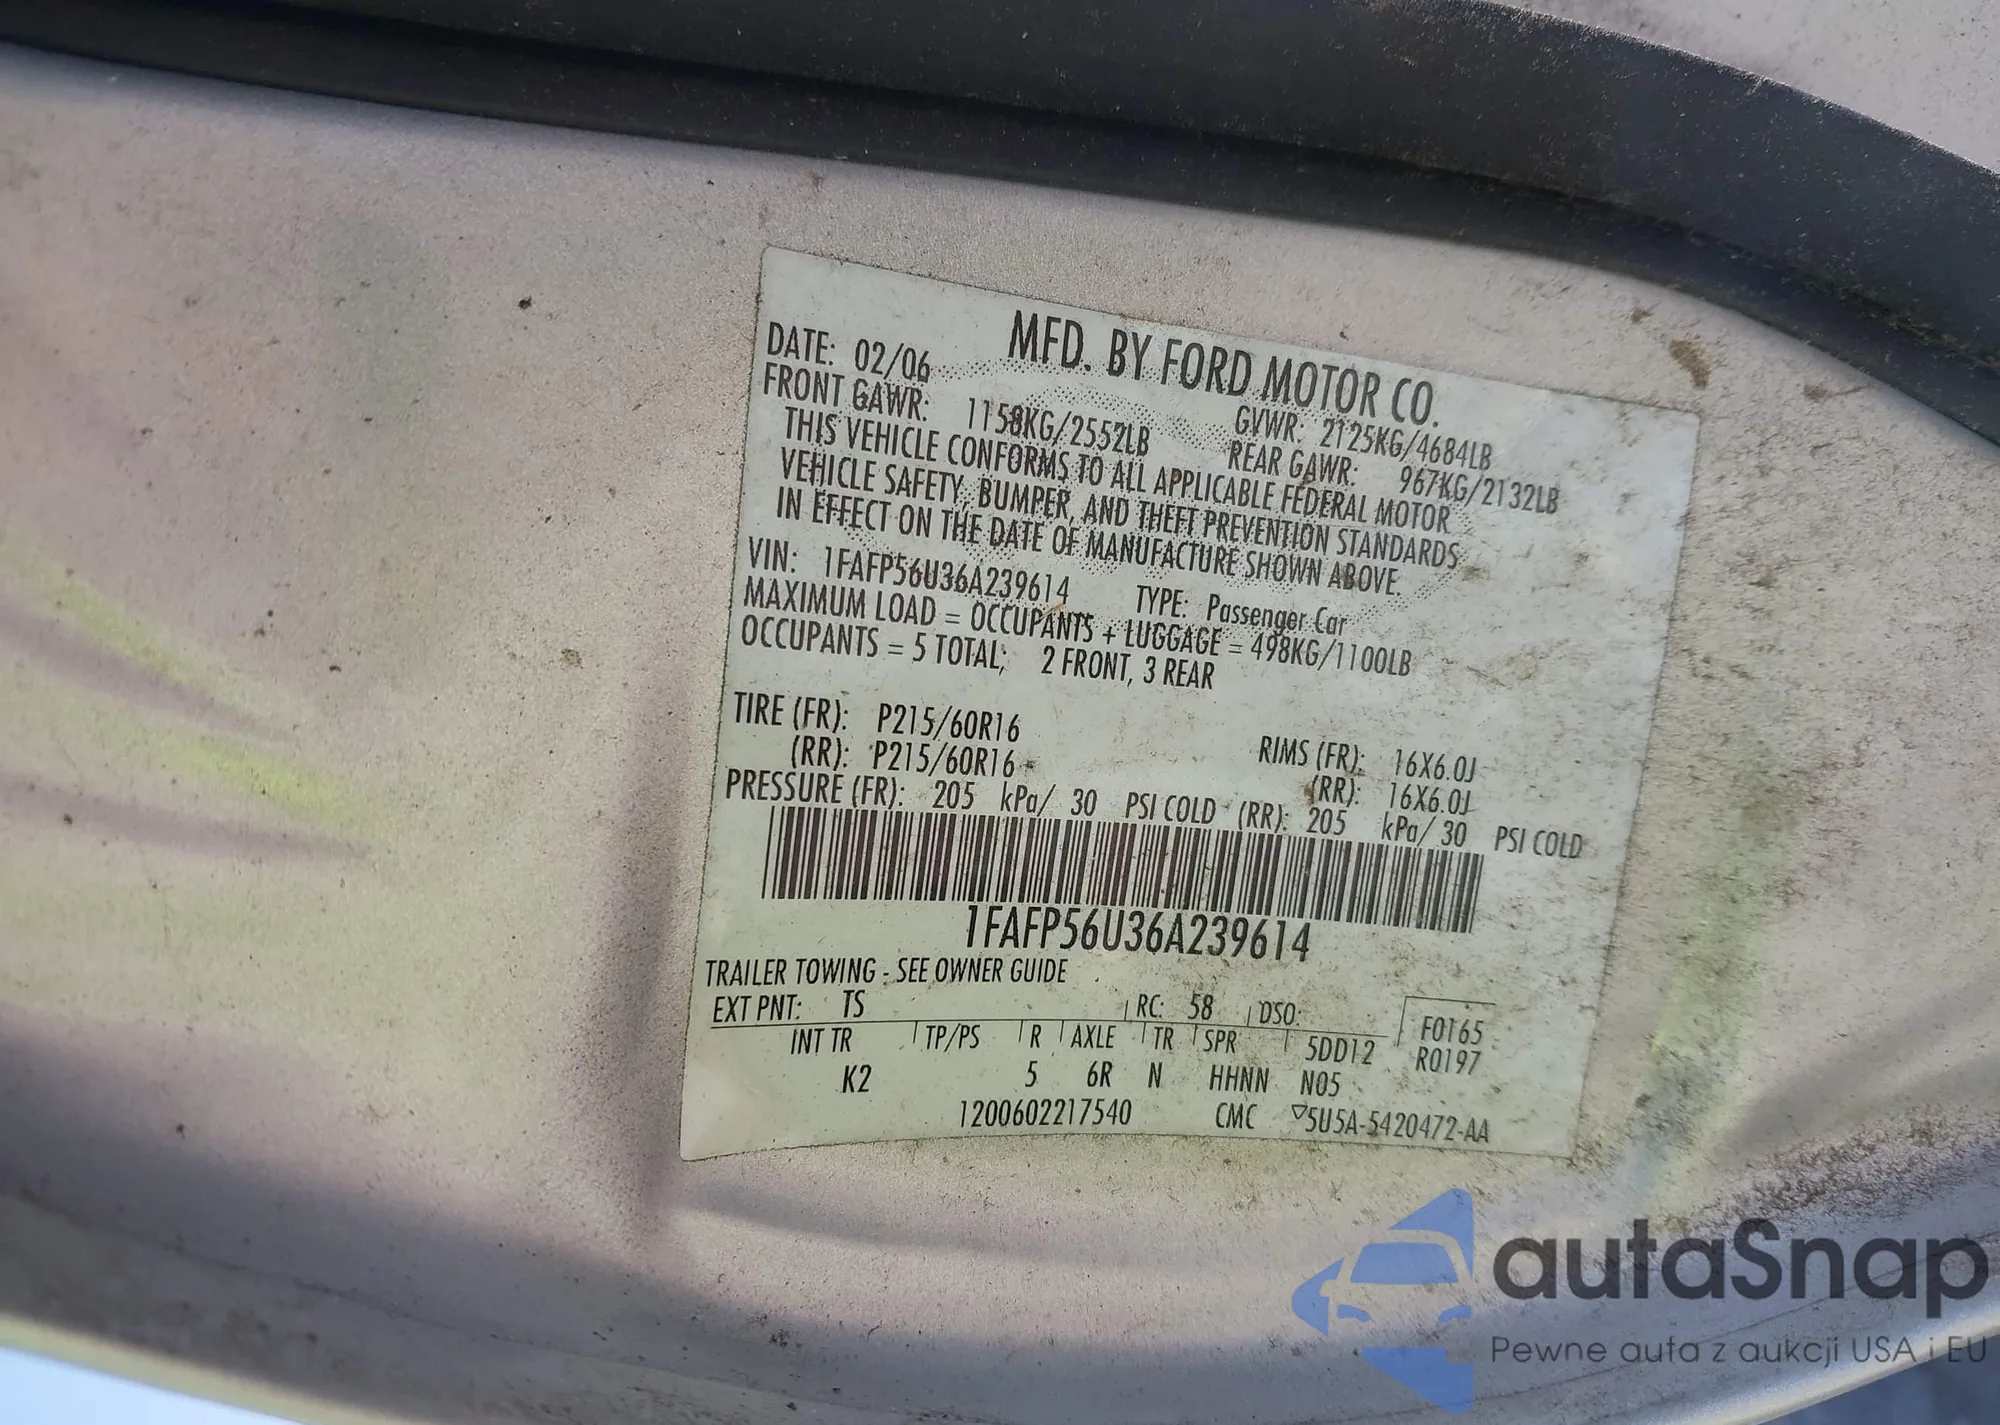 MFD. BY FORD MOTOR CO.
DATE: 02/06 GVWR: 2125KG/4684LB
FRONT GAWR: 1158KG/2552LB REAR GAWR: 967KG/2132LB
THIS VEHICLE CONFORMS TO ALL APPLICABLE FEDERAL MOTOR
VEHICLE SAFETY, BUMPER, AND THEFT PREVENTION STANDARDS
IN EFFECT ON THE DATE OF MANUFACTURE SHOWN ABOVE.
VIN: 1FAFP56U36A239614 TYPE: Passenger Car
MAXIMUM LOAD = OCCUPANTS + LUGGAGE = 498KG/1100LB
OCCUPANTS = 5 TOTAL; 2 FRONT, 3 REAR
TIRE (FR): P215/60R16 RIMS (FR): 16X6.0J
(RR): P215/60R16 (RR): 16X6.0J
PRESSURE (FR): 205 kPa/ 30 PSI COLD (RR): 205 kPa/ 30 PSI COLD
1FAFP56U36A239614
TRAILER TOWING - SEE OWNER GUIDE
EXT PNT: TS RC: 58 DSO: F0165
INT TR TP/PS R AXLE TR SPR 5DD12 R0197
K2 5 6R N HHNN N05
1200602217540 CMC ▽5U5A-5420472-AA
autaSnap
Pewne auta z aukcji USA i EU